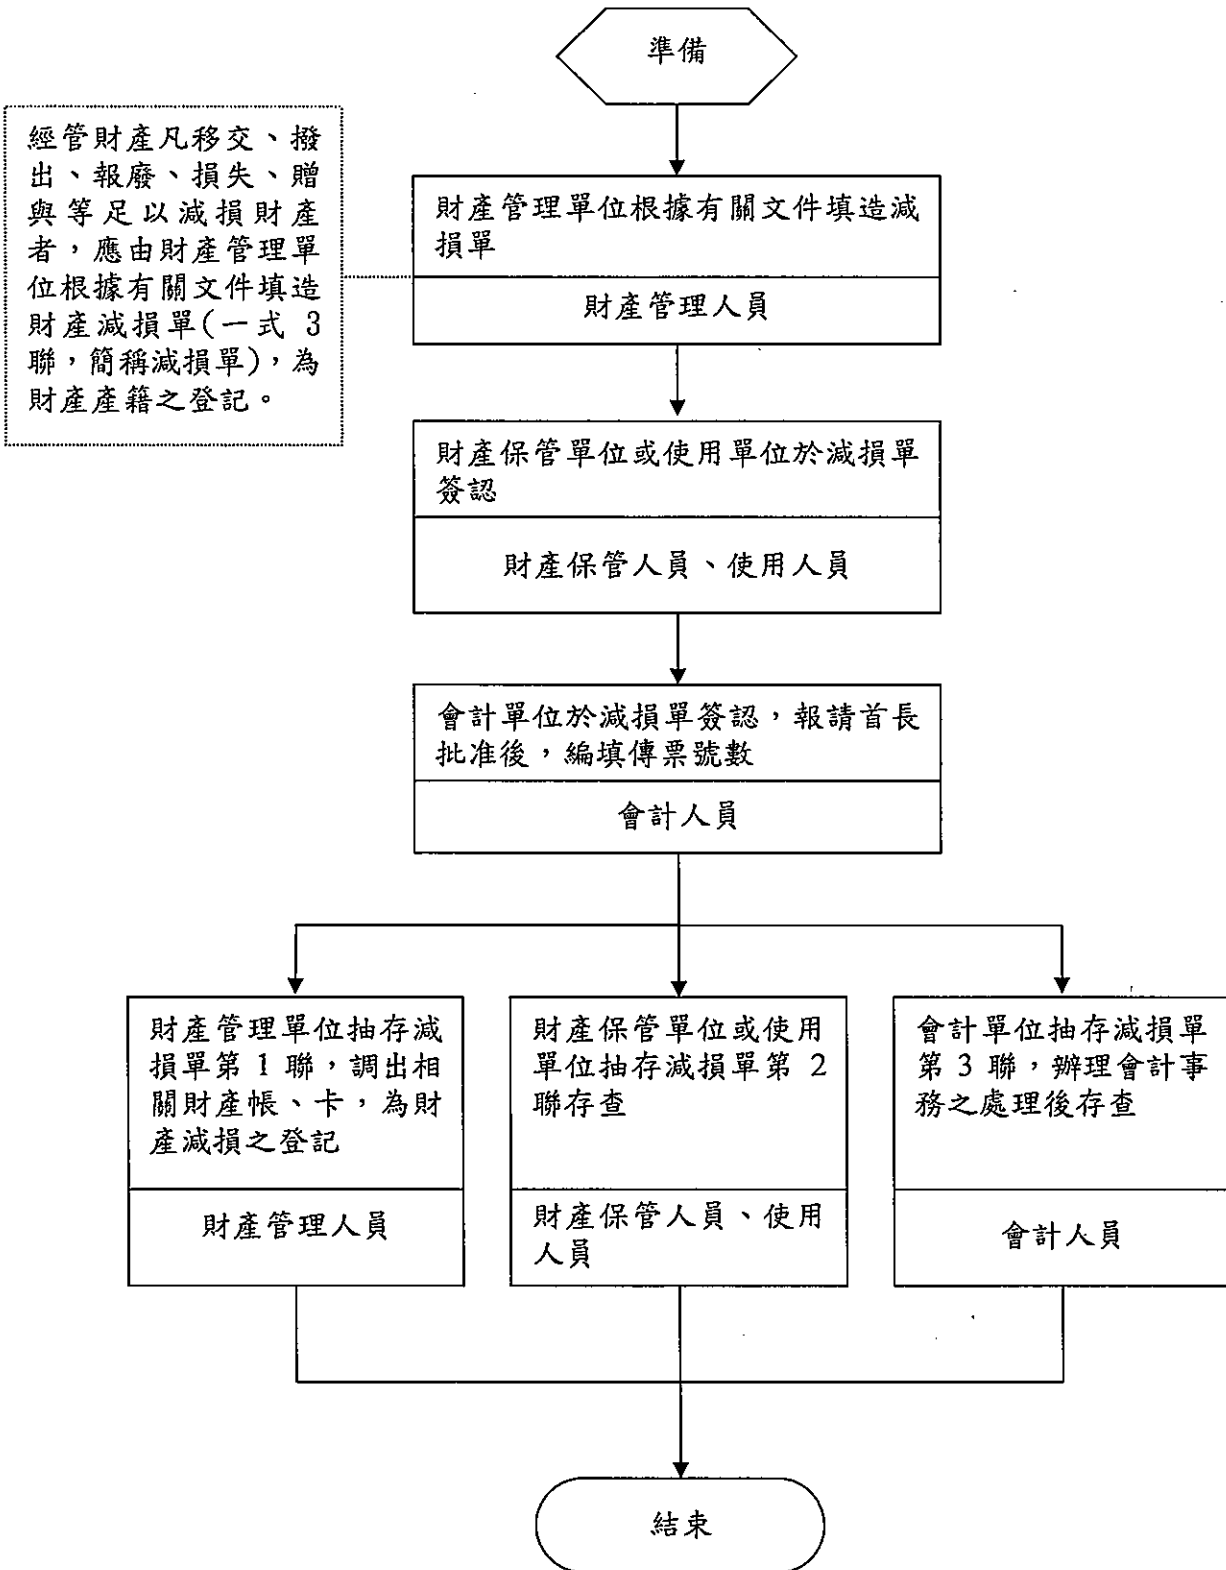 準備
經管財產凡移交、撥
出、報廢、損失、贈
與等足以減損財產
者，應由財產管理單
位根據有關文件填造
財產減損單(一式 3
聯，簡稱減損單)，為
財產產籍之登記。
財產管理單位根據有關文件填造減
損單
財產管理人員
財產保管單位或使用單位於減損單
簽認
財產保管人員、使用人員
會計單位於減損單簽認，報請首長
批准後，編填傳票號數
會計人員
財產管理單位抽存減
損單第 1 聯，調出相
關財產帳、卡，為財
產減損之登記
財產管理人員
財產保管單位或使用
單位抽存減損單第 2
聯存查
財產保管人員、使用
人員
會計單位抽存減損單
第 3 聯，辦理會計事
務之處理後存查
會計人員
結束